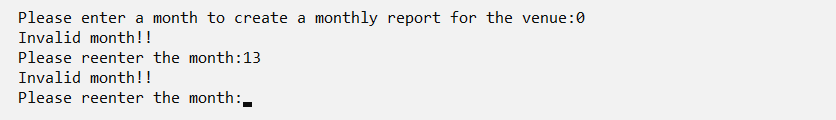 Please enter a month to create a monthly report for the venue:0
Invalid month!!
Please reenter the month:13
Invalid month!!
Please reenter the month: